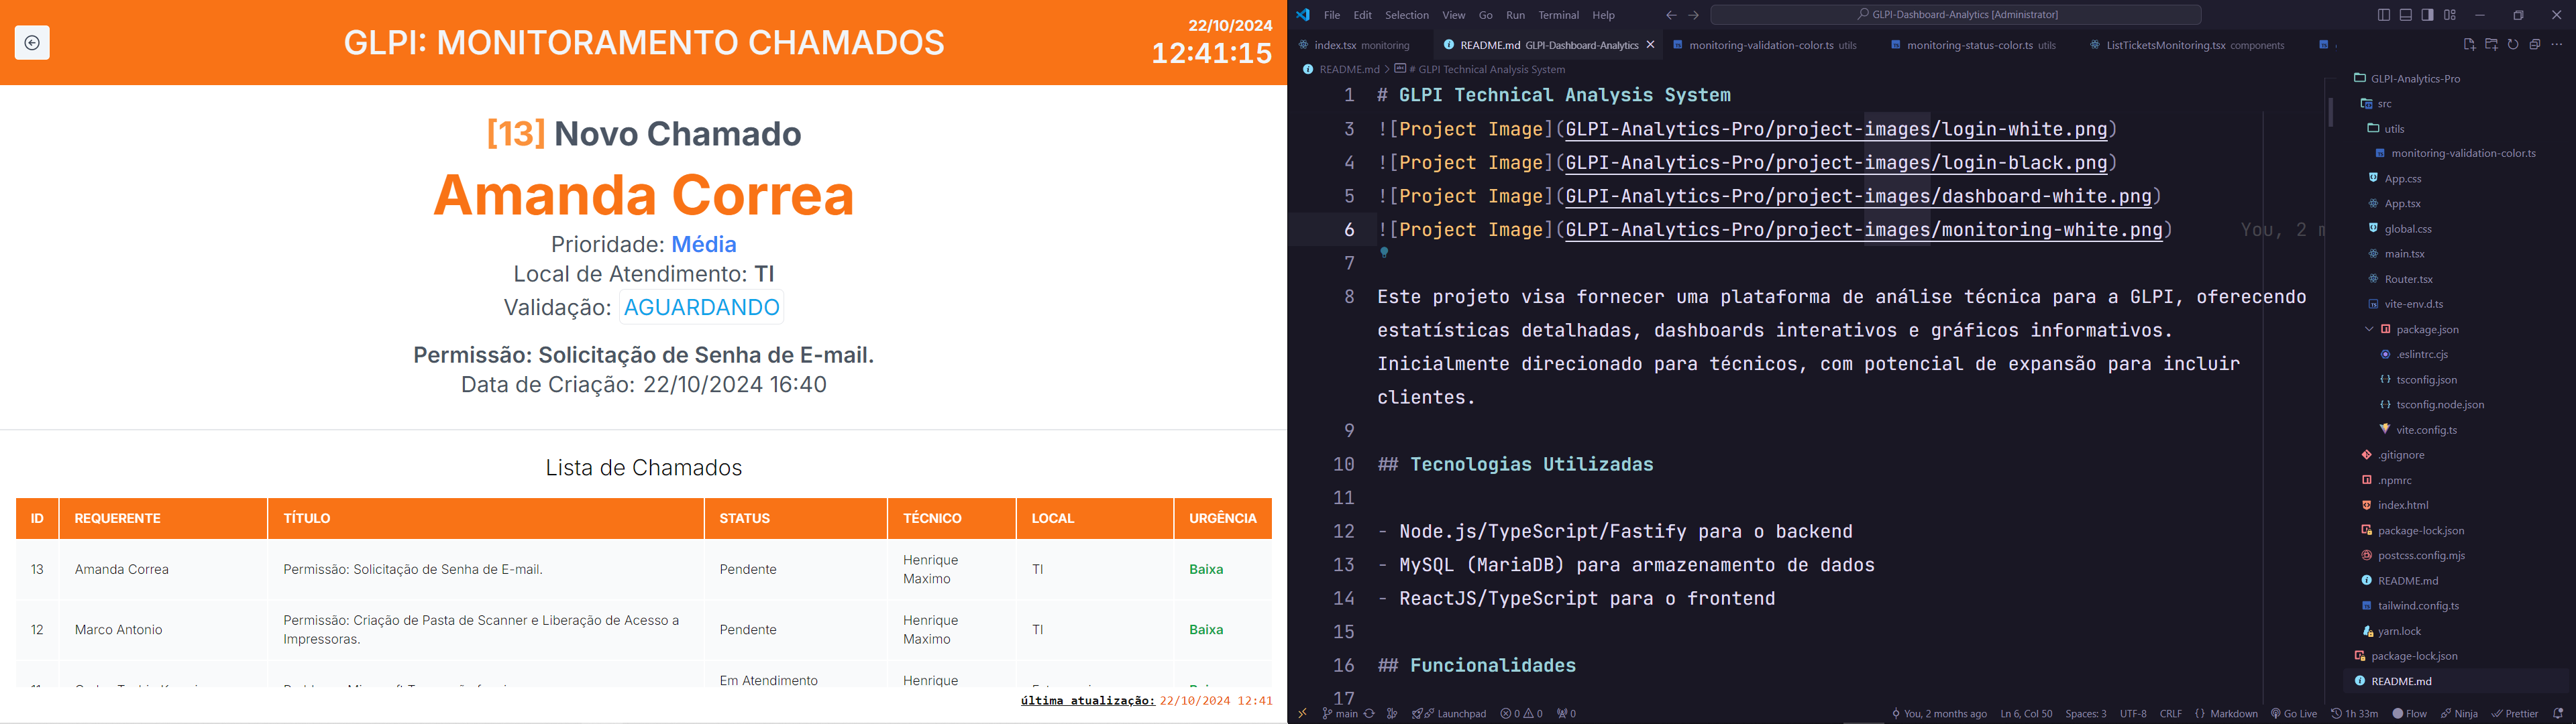 GLPI: MONITORAMENTO CHAMADOS
22/10/2024
12:41:15
[13] Novo Chamado
Amanda Correa
Prioridade: Média
Local de Atendimento: TI
Validação: AGUARDANDO
Permissão: Solicitação de Senha de E-mail.
Data de Criação: 22/10/2024 16:40
Lista de Chamados
ID REQUERENTE TÍTULO STATUS TÉCNICO LOCAL URGÊNCIA
13 Amanda Correa Permissão: Solicitação de Senha de E-mail. Pendente Henrique Maximo TI Baixa
12 Marco Antonio Permissão: Criação de Pasta de Scanner e Liberação de Acesso a Impressoras. Pendente Henrique Maximo TI Baixa
Em Atendimento Henrique
última atualização: 22/10/2024 12:41
File Edit Selection View Go Run Terminal Help
GLPI-Dashboard-Analytics [Administrator]
index.tsx monitoring
README.md GLPI-Dashboard-Analytics
monitoring-validation-color.ts utils
monitoring-status-color.ts utils
ListTicketsMonitoring.tsx components
README.md > # GLPI Technical Analysis System
1 # GLPI Technical Analysis System
3 ![Project Image](GLPI-Analytics-Pro/project-images/login-white.png)
4 ![Project Image](GLPI-Analytics-Pro/project-images/login-black.png)
5 ![Project Image](GLPI-Analytics-Pro/project-images/dashboard-white.png)
6 ![Project Image](GLPI-Analytics-Pro/project-images/monitoring-white.png) You, 2 m
7
8 Este projeto visa fornecer uma plataforma de análise técnica para a GLPI, oferecendo
estatísticas detalhadas, dashboards interativos e gráficos informativos.
Inicialmente direcionado para técnicos, com potencial de expansão para incluir
clientes.
9
10 ## Tecnologias Utilizadas
11
12 - Node.js/TypeScript/Fastify para o backend
13 - MySQL (MariaDB) para armazenamento de dados
14 - ReactJS/TypeScript para o frontend
15
16 ## Funcionalidades
17
GLPI-Analytics-Pro
src
utils
monitoring-validation-color.ts
App.css
App.tsx
global.css
main.tsx
Router.tsx
vite-env.d.ts
package.json
.eslintrc.cjs
tsconfig.json
tsconfig.node.json
vite.config.ts
.gitignore
.npmrc
index.html
package-lock.json
postcss.config.mjs
README.md
tailwind.config.ts
yarn.lock
package-lock.json
README.md
main Launchpad 0 0 0 You, 2 months ago Ln 6, Col 50 Spaces: 3 UTF-8 CRLF Markdown Go Live 1h 33m Flow Ninja Prettier